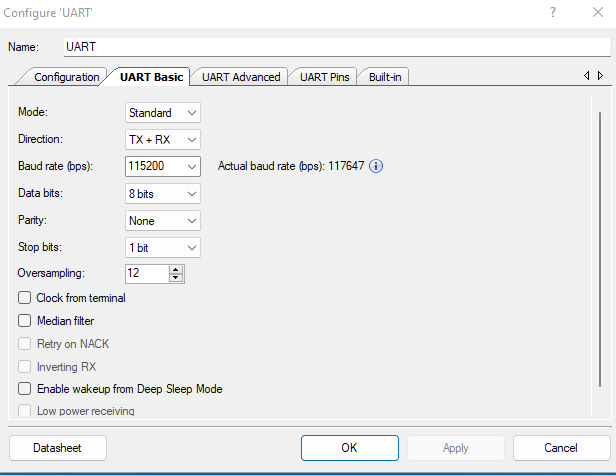 Configure 'UART'
Name: UART
Configuration UART Basic UART Advanced UART Pins Built-in
Mode: Standard
Direction: TX + RX
Baud rate (bps): 115200 Actual baud rate (bps): 117647
Data bits: 8 bits
Parity: None
Stop bits: 1 bit
Oversampling: 12
Clock from terminal
Median filter
Retry on NACK
Inverting RX
Enable wakeup from Deep Sleep Mode
Low power receiving
Datasheet OK Apply Cancel